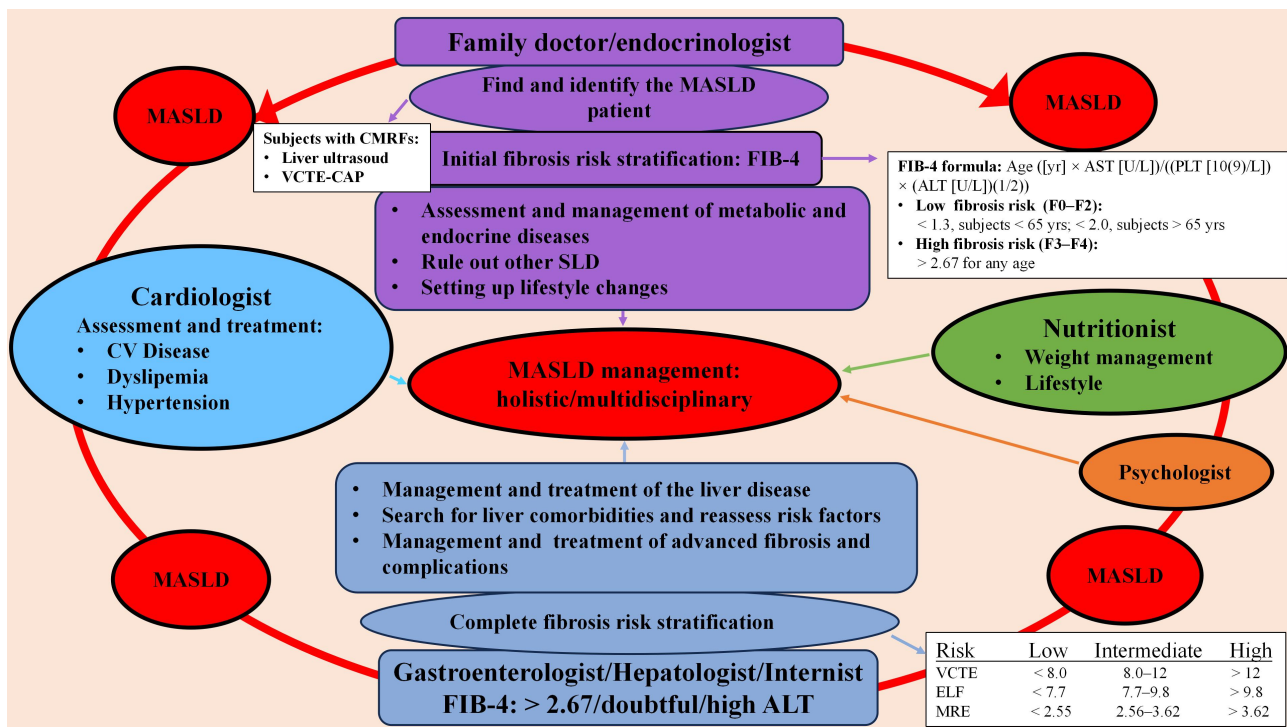 Family doctor/endocrinologist
Find and identify the MASLD
patient
MASLD
MASLD
Subjects with CMRFs:
• Liver ultrasoud
• VCTE-CAP
Initial fibrosis risk stratification: FIB-4
FIB-4 formula: Age ([yr] × AST [U/L])/((PLT [10(9)/L])
× (ALT [U/L])(1/2))
• Low fibrosis risk (F0–F2):
< 1.3, subjects < 65 yrs; < 2.0, subjects > 65 yrs
• High fibrosis risk (F3–F4):
> 2.67 for any age
• Assessment and management of metabolic and
endocrine diseases
• Rule out other SLD
• Setting up lifestyle changes
Cardiologist
Assessment and treatment:
• CV Disease
• Dyslipemia
• Hypertension
MASLD management:
holistic/multidisciplinary
Nutritionist
• Weight management
• Lifestyle
Psychologist
• Management and treatment of the liver disease
• Search for liver comorbidities and reassess risk factors
• Management and treatment of advanced fibrosis and
complications
MASLD
MASLD
Complete fibrosis risk stratification
Gastroenterologist/Hepatologist/Internist
FIB-4: > 2.67/doubtful/high ALT
Risk Low Intermediate High
VCTE < 8.0 8.0–12 > 12
ELF < 7.7 7.7–9.8 > 9.8
MRE < 2.55 2.56–3.62 > 3.62